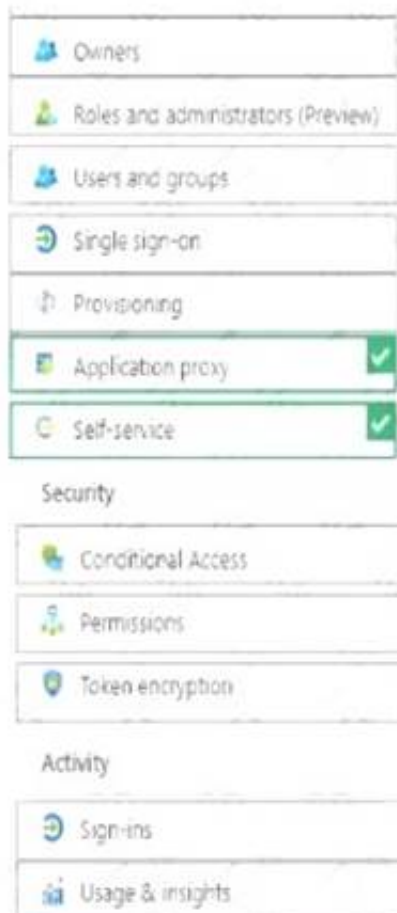 Owners
Roles and administrators (Preview)
Users and groups
Single sign-on
Provisioning
Application proxy
Self-service
Security
Conditional Access
Permissions
Token encryption
Activity
Sign-ins
Usage & insights